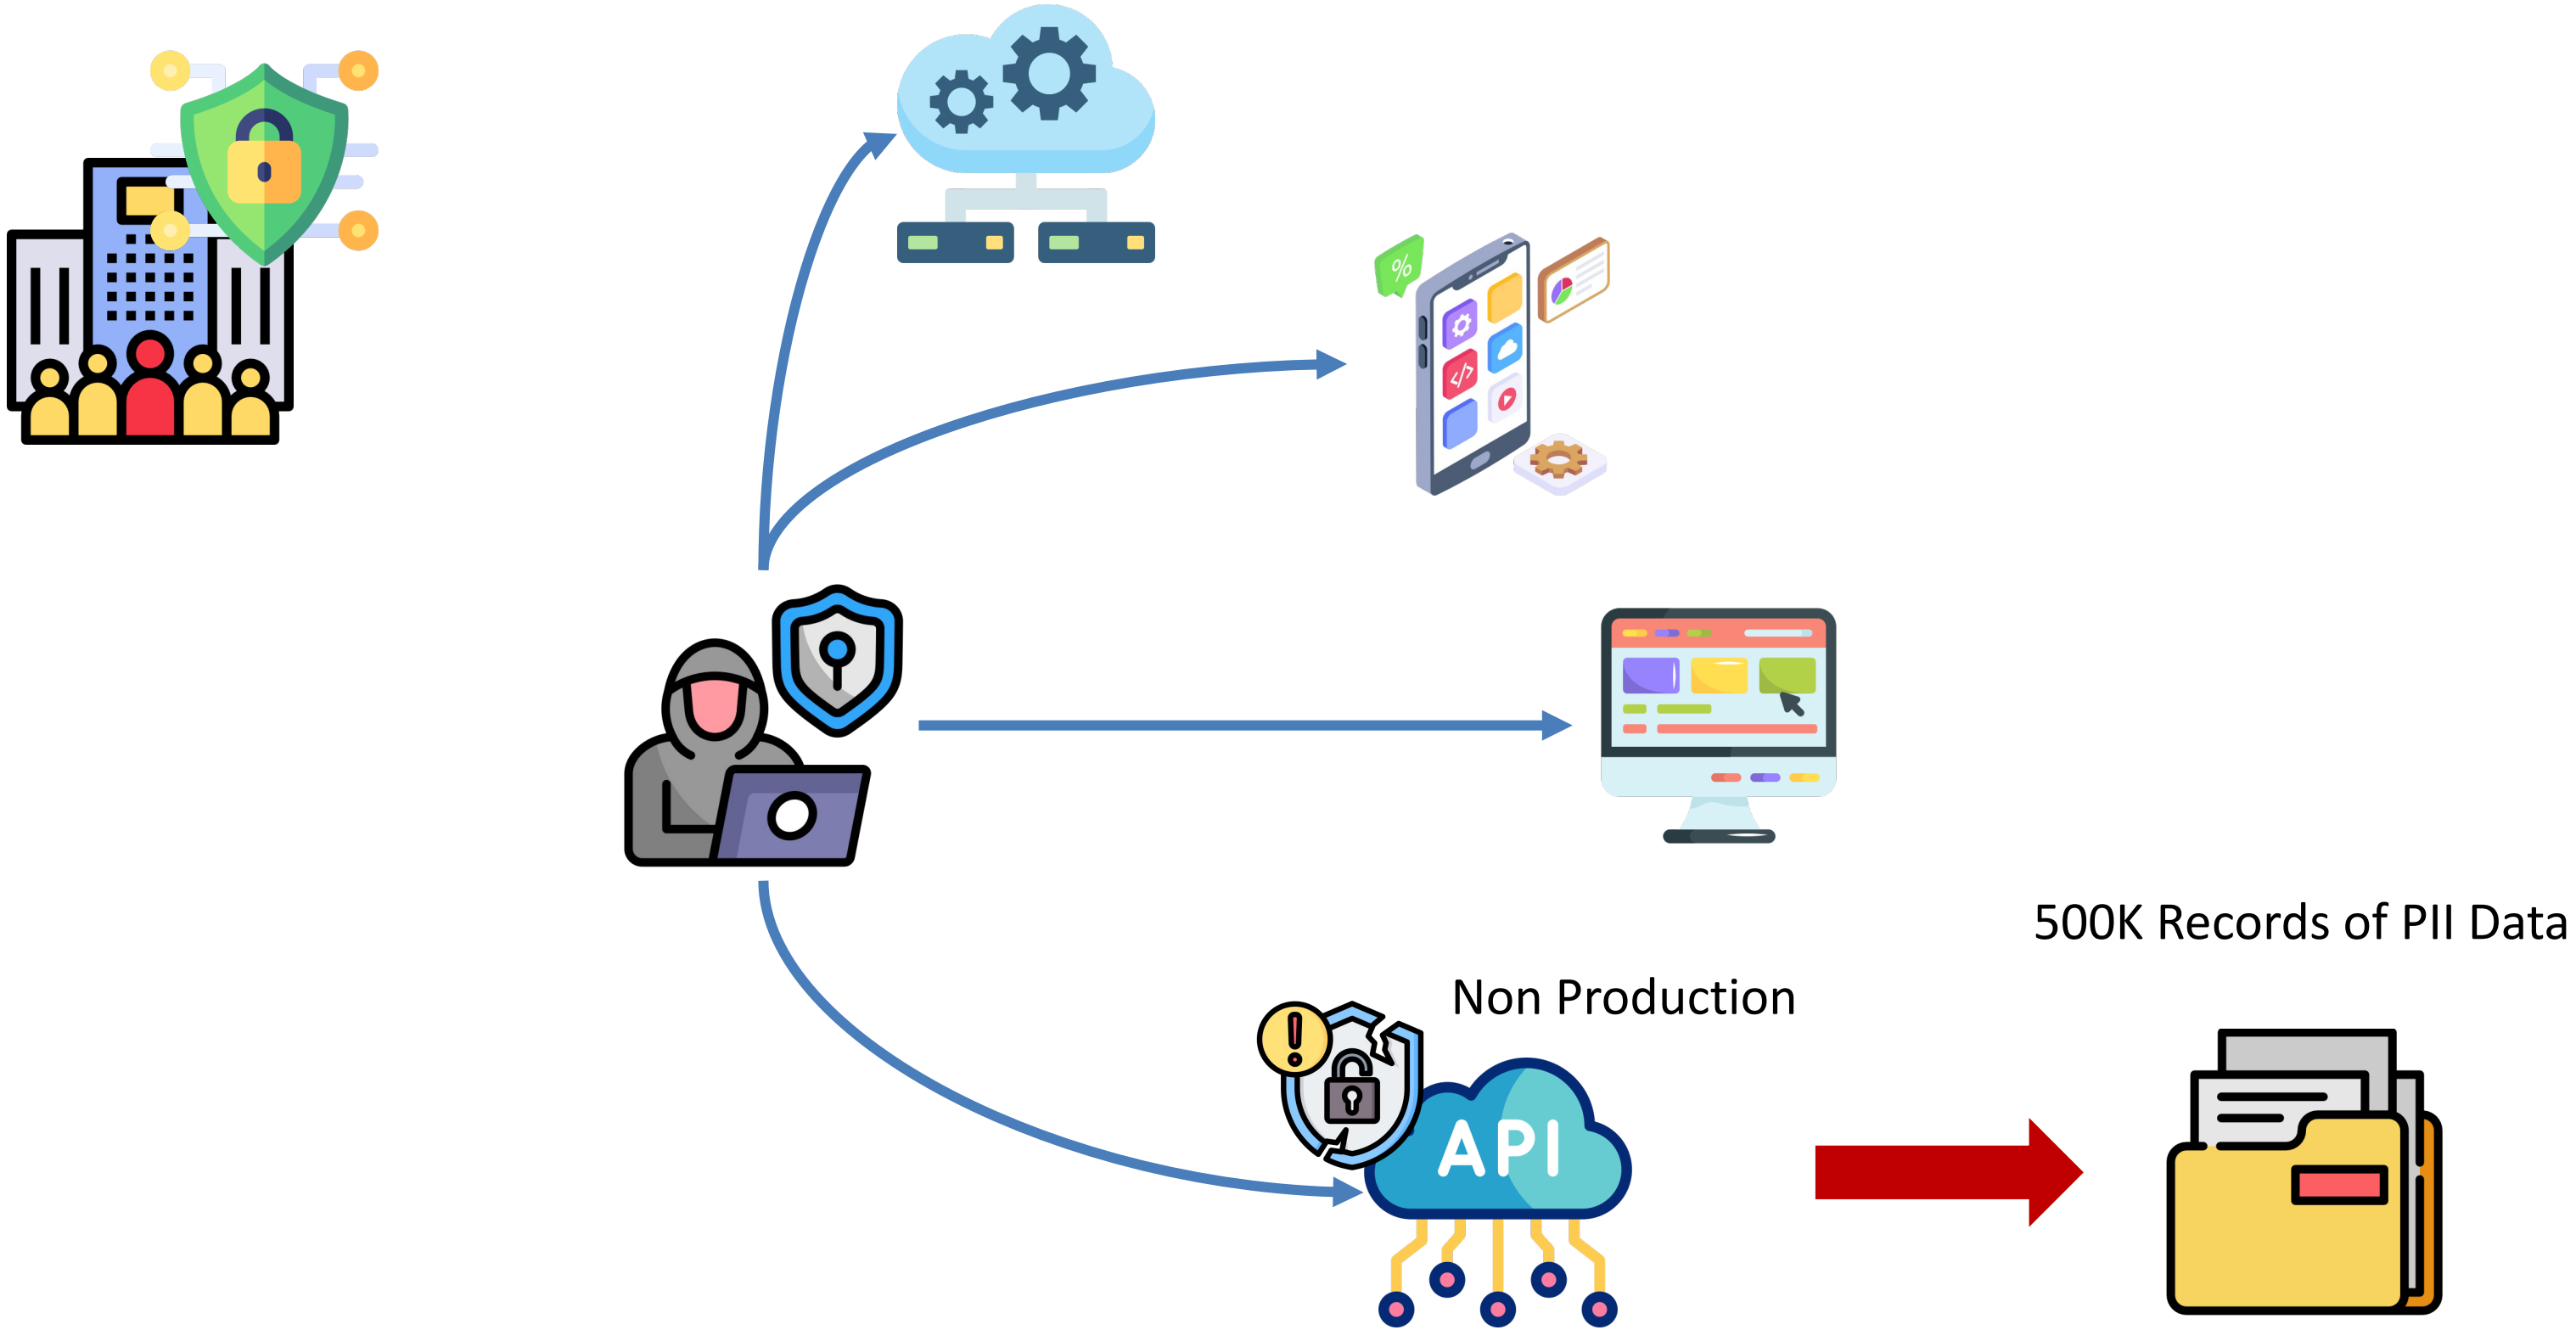 %
</>
500K Records of PII Data
Non Production
!
API